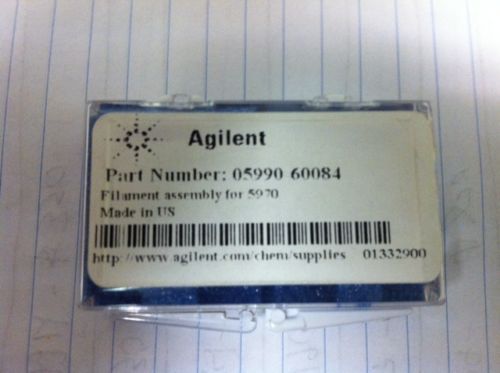 Agilent
Part Number: 05990 60084
Filament assembly for 5970
Made in US
http://www.agilent.com/chem/supplies 01332900